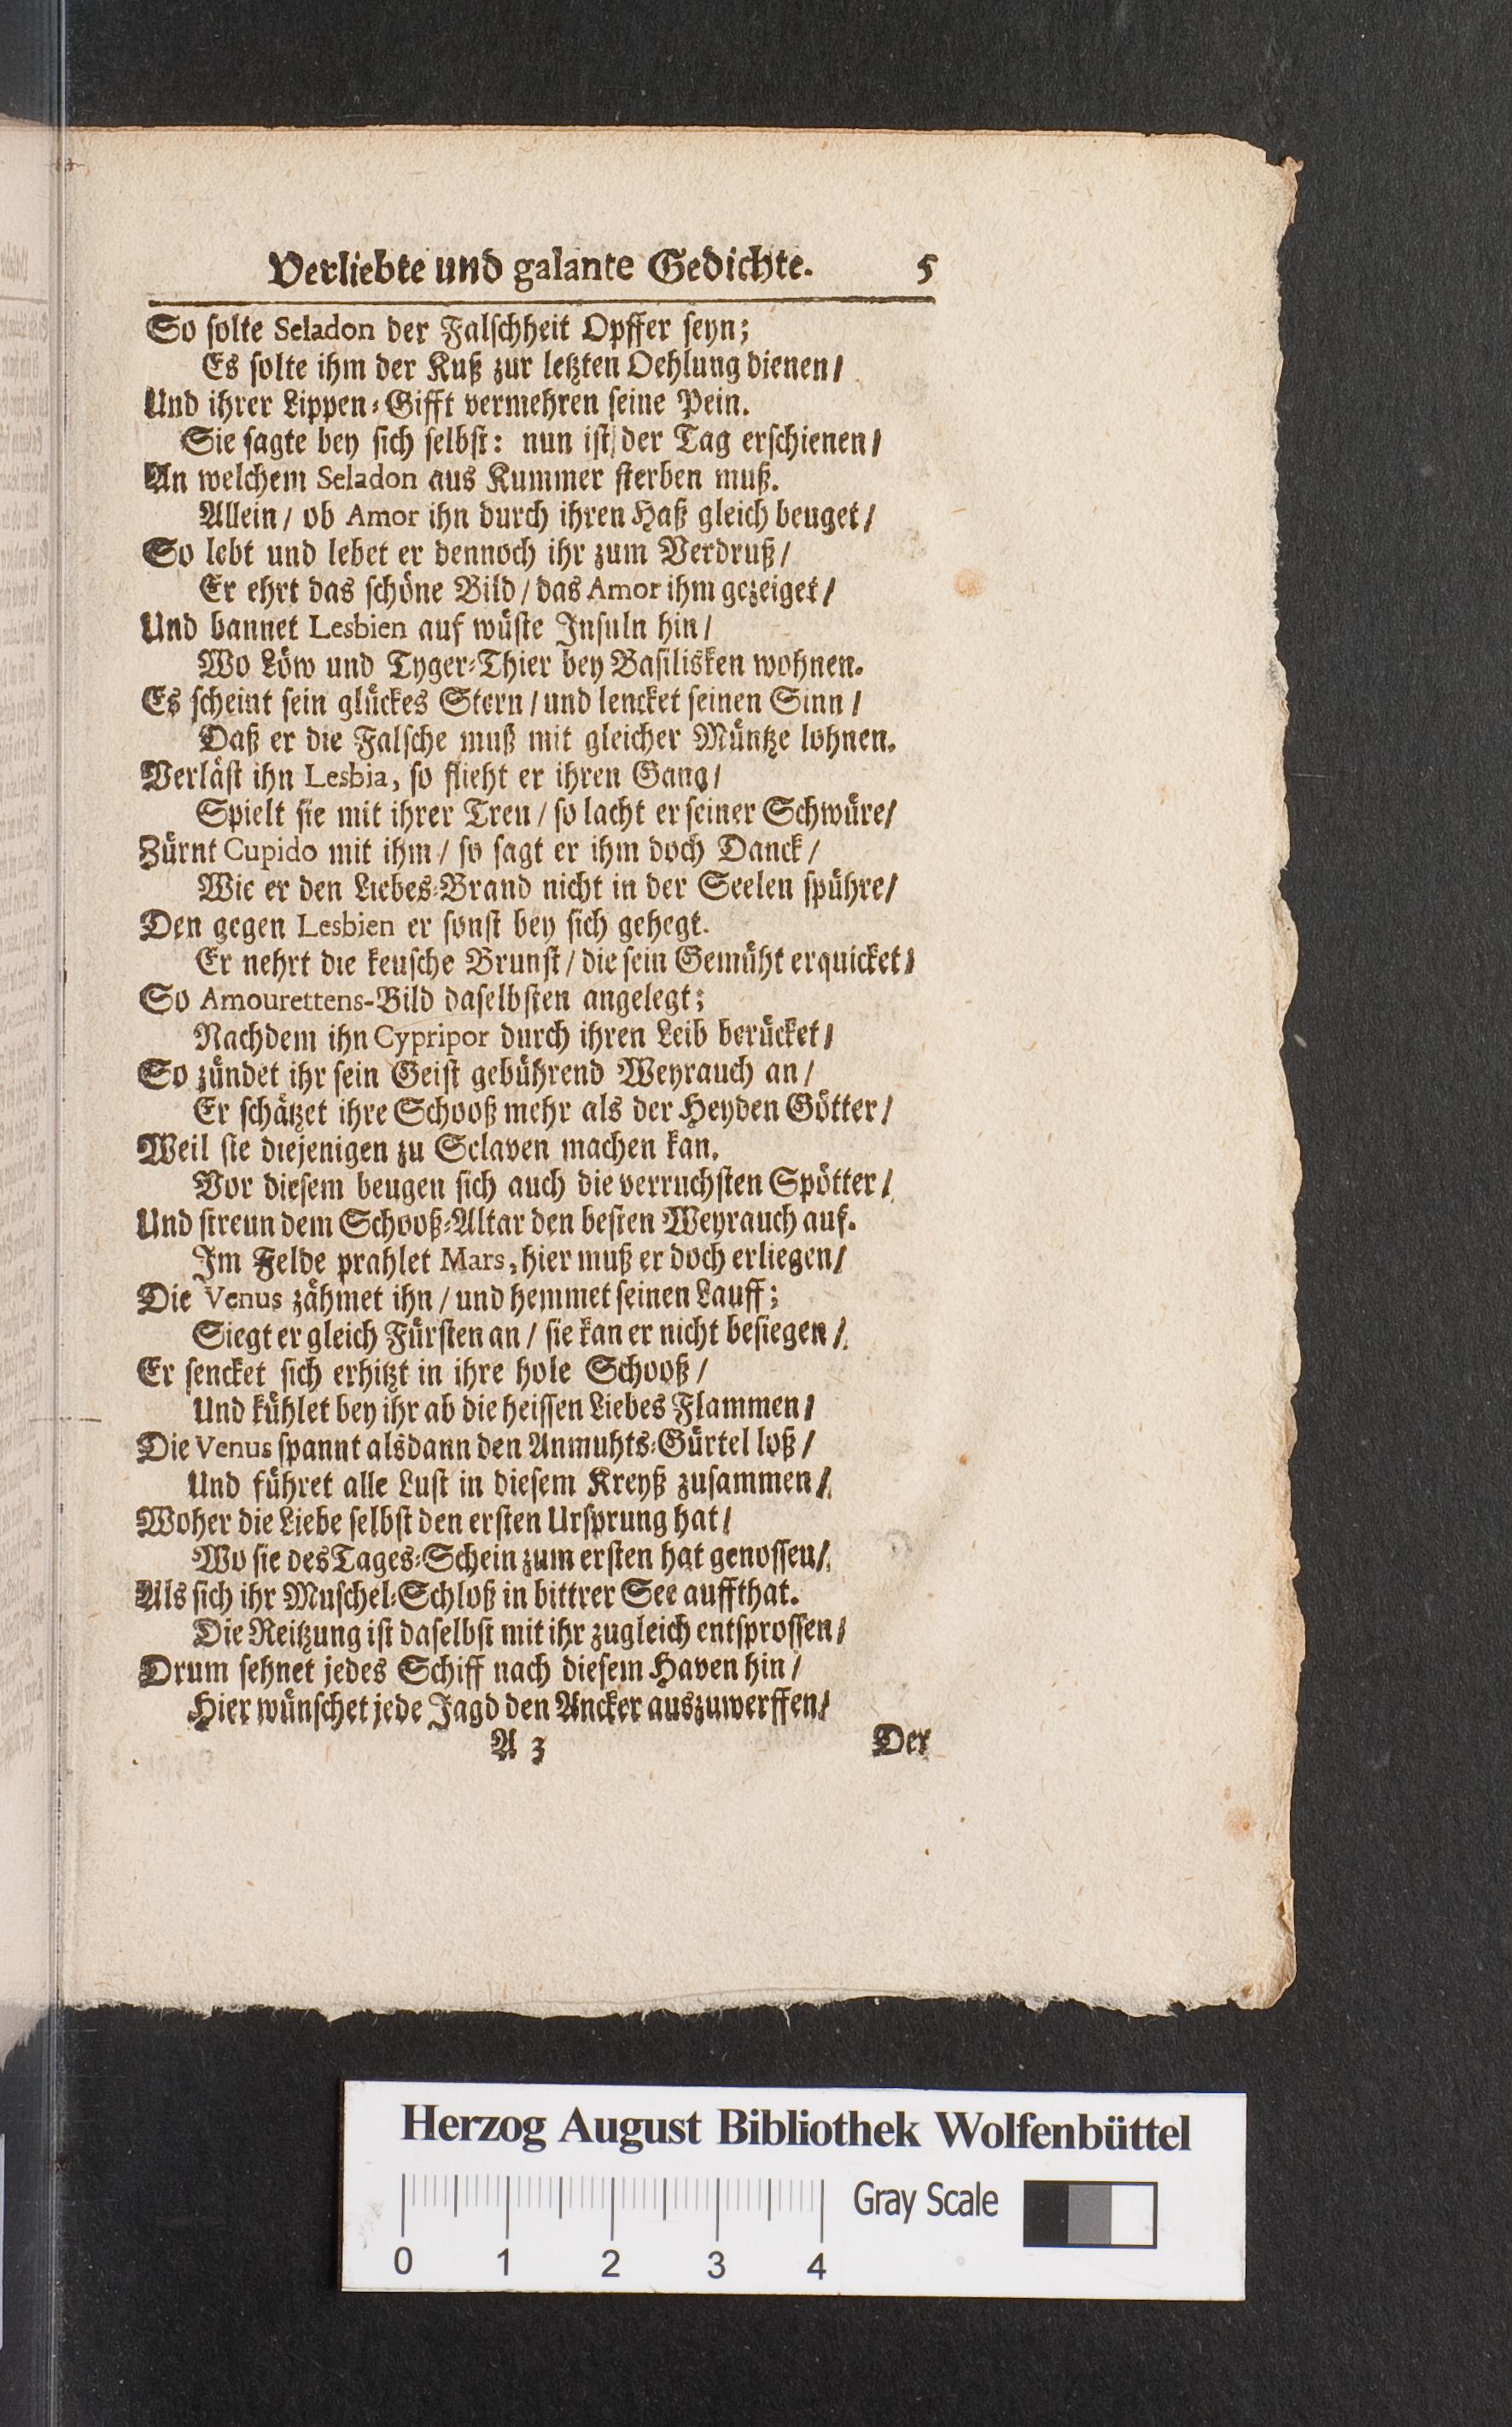 Verliebte und galante Gedichte. 5
So ſolte Seladon der Falſchheit Opffer ſeyn;
Es ſolte ihm der Kuß zur letzten Oehlung dienen/
Und ihrer Lippen-Gifft vermehren ſeine Pein.
Sie ſagte bey ſich ſelbſt: nun iſt der Tag erſchienen/
An welchem Seladon aus Kummer ſterben muß.
Allein/ ob Amor ihn durch ihren Haß gleich beuget/
So lebt und lebet er dennoch ihr zum Verdruß/
Er ehrt das ſchöne Bild/ das Amor ihm gezeiget/
Und bannet Lesbien auf wüſte Inſuln hin/
Wo Löw und Tyger-Thier bey Baſilisken wohnen.
Es ſcheint ſein glückes Stern/ und lencket ſeinen Sinn/
Daß er die Falſche muß mit gleicher Müntze lohnen.
Verläſt ihn Lesbia, ſo flieht er ihren Gang/
Spielt ſie mit ihrer Treu/ ſo lacht er ſeiner Schwüre/
Zürnt Cupido mit ihm/ ſo ſagt er ihm doch Danck/
Wie er den Liebes-Brand nicht in der Seelen ſpühre/
Den gegen Lesbien er ſonſt bey ſich gehegt.
Er nehrt die keuſche Brunſt/ die ſein Gemüht erquicket/
So Amourettens-Bild daſelbſten angelegt;
Nachdem ihn Cypripor durch ihren Leib berücket/
So zündet ihr ſein Geiſt gebührend Weyrauch an/
Er ſchätzet ihre Schooß mehr als der Heyden Götter/
Weil ſie diejenigen zu Sclaven machen kan.
Vor dieſem beugen ſich auch die verruchſten Spötter/
Und ſtreun dem Schooß-Altar den beſten Weyrauch auf.
Im Felde prahlet Mars, hier muß er doch erliegen/
Die Venus zähmet ihn/ und hemmet ſeinen Lauff;
Siegt er gleich Fürſten an/ ſie kan er nicht beſiegen/
Er ſencket ſich erhitzt in ihre hole Schooß/
Und kühlet bey ihr ab die heiſſen Liebes Flammen/
Die Venus ſpannt alsdann den Anmuhts-Gürtel loß/
Und führet alle Luſt in dieſem Kreyß zuſammen/
Woher die Liebe ſelbſt den erſten Urſprung hat/
Wo ſie des Tages-Schein zum erſten hat genoſſen/
Als ſich ihr Muſchel-Schloß in bittrer See auffthat.
Die Reitzung iſt daſelbſt mit ihr zugleich entſproſſen/
Drum ſehnet jedes Schiff nach dieſem Haven hin/
Hier wünſchet jede Jagd den Ancker auszuwerffen/
A 3 Der
Herzog August Bibliothek Wolfenbüttel
Gray Scale
0 1 2 3 4